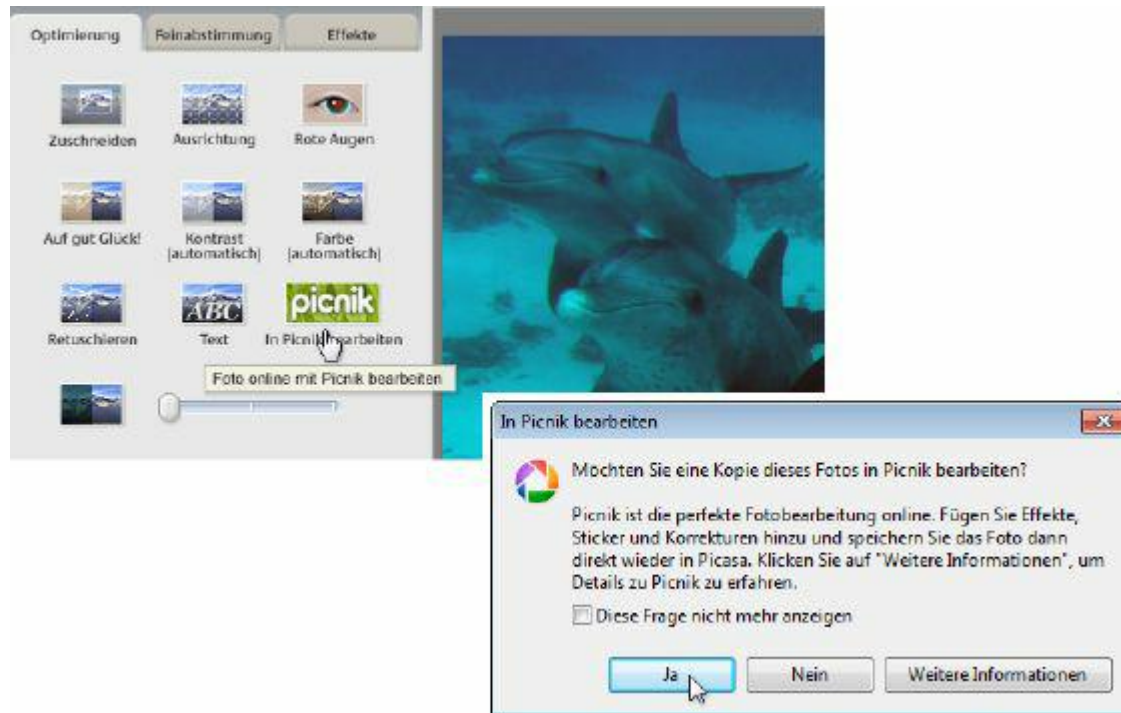 Optimierung Feinabstimmung Effekte
Zuschneiden Ausrichtung Rote Augen
Auf gut Glück! Kontrast Farbe
(automatisch) (automatisch)
ABC picnik
Retuschieren Text In Picnik bearbeiten
Foto online mit Picnik bearbeiten
In Picnik bearbeiten
Möchten Sie eine Kopie dieses Fotos in Picnik bearbeiten?
Picnik ist die perfekte Fotobearbeitung online. Fügen Sie Effekte,
Sticker und Korrekturen hinzu und speichern Sie das Foto dann
direkt wieder in Picasa. Klicken Sie auf "Weitere Informationen", um
Details zu Picnik zu erfahren.
Diese Frage nicht mehr anzeigen
Ja Nein Weitere Informationen